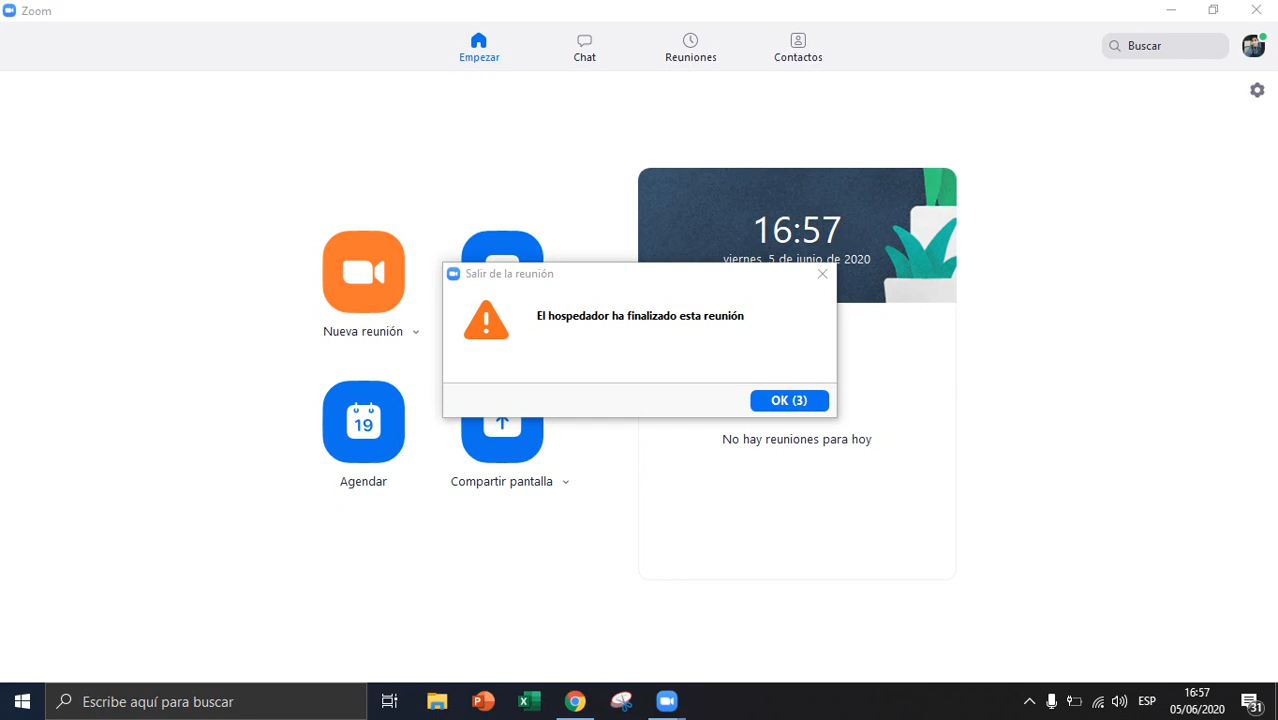 Zoom
Empezar
Chat
Reuniones
Contactos
Buscar
16:57
viernes, 5 de junio de 2020
Salir de la reunión
El hospedador ha finalizado esta reunión
OK (3)
Nueva reunión
19
Agendar
Compartir pantalla
No hay reuniones para hoy
Escribe aquí para buscar
ESP
16:57
05/06/2020
31